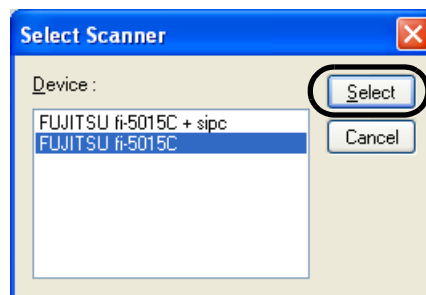 Select Scanner
Device :
Select
FUJITSU fi-5015C + sipc
FUJITSU fi-5015C
Cancel